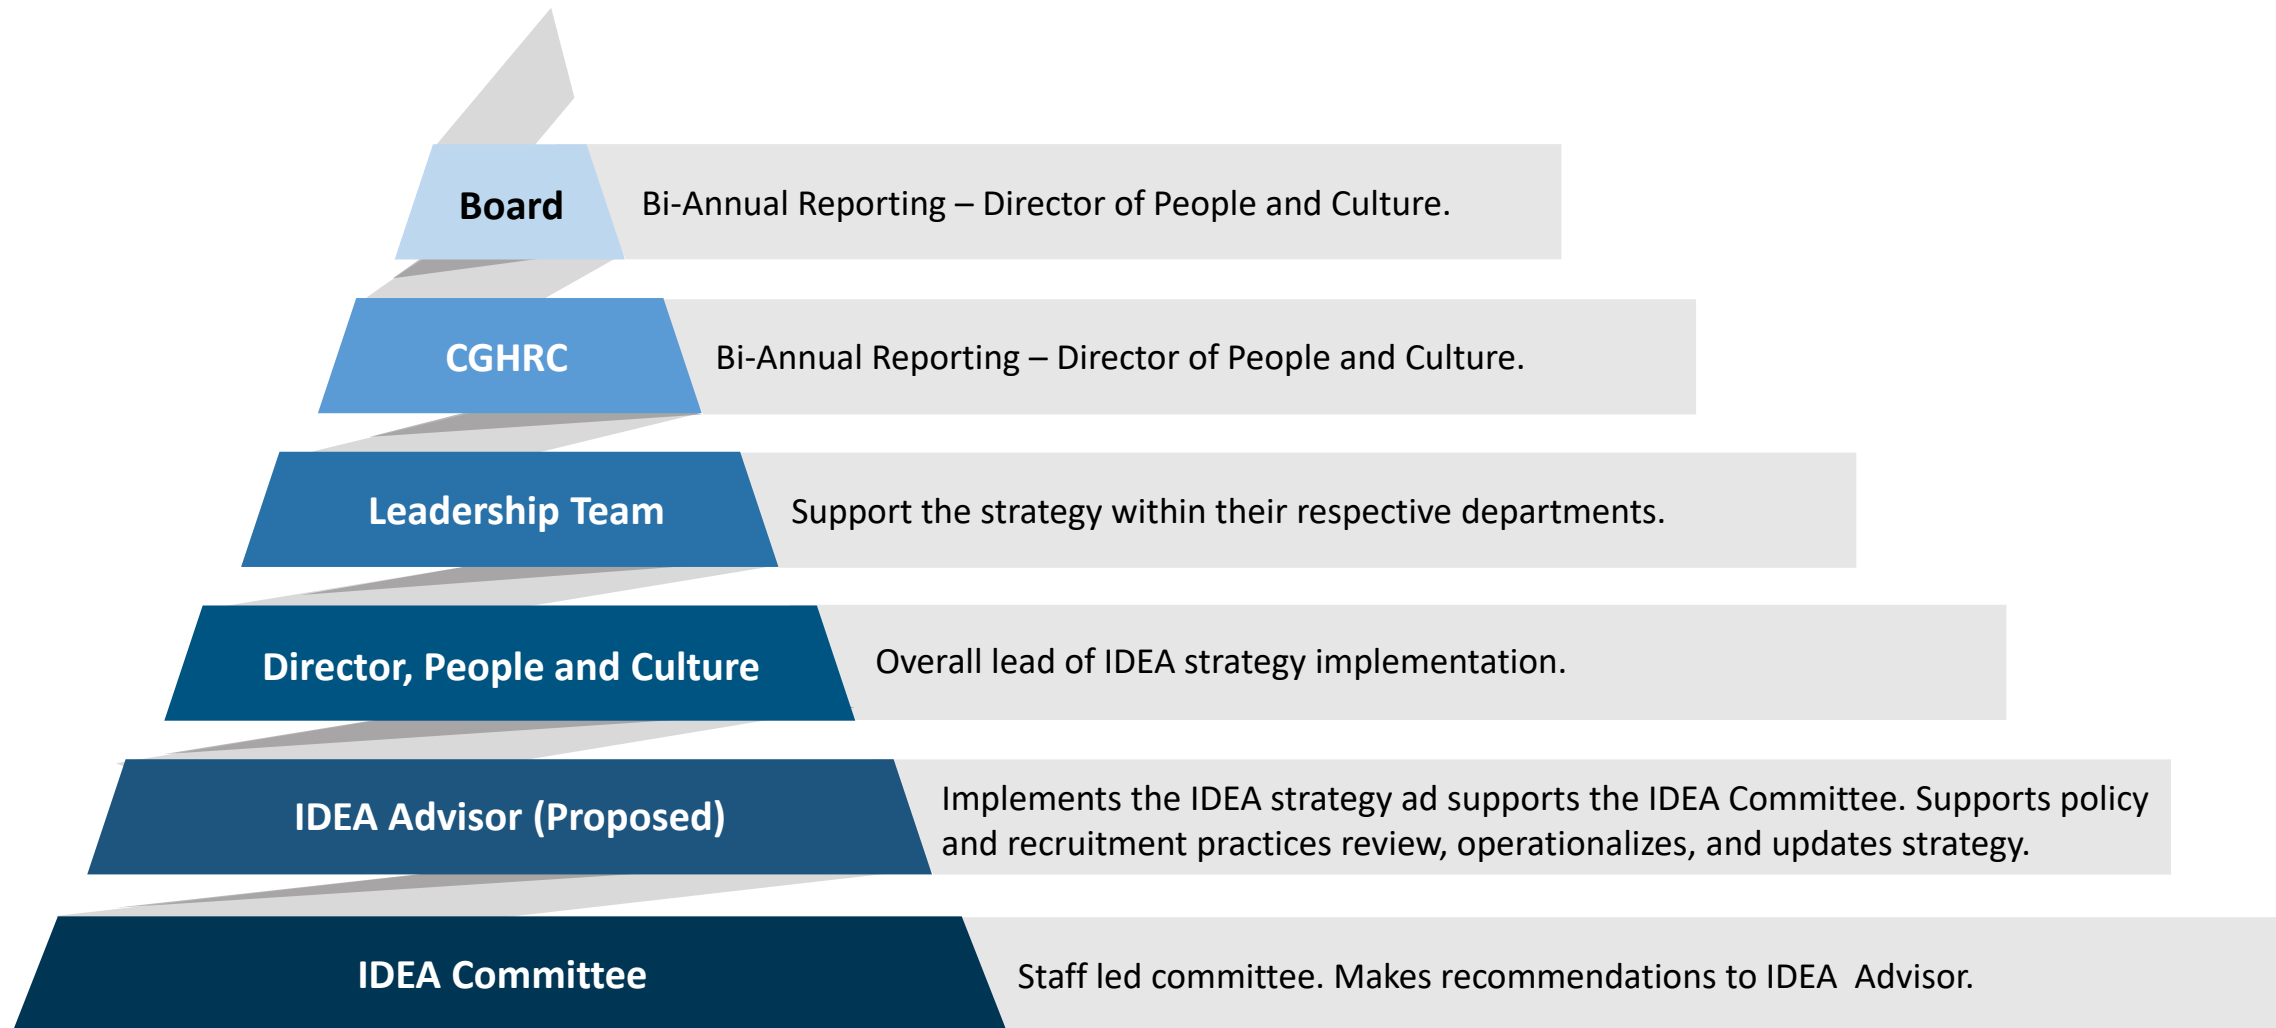 Board
Bi-Annual Reporting – Director of People and Culture.
CGHRC
Bi-Annual Reporting – Director of People and Culture.
Leadership Team
Support the strategy within their respective departments.
Director, People and Culture
Overall lead of IDEA strategy implementation.
IDEA Advisor (Proposed)
Implements the IDEA strategy ad supports the IDEA Committee. Supports policy
and recruitment practices review, operationalizes, and updates strategy.
IDEA Committee
Staff led committee. Makes recommendations to IDEA  Advisor.